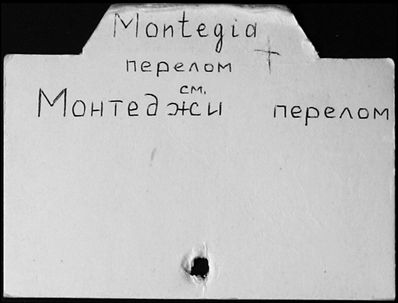 Montegia
перелом
см.
Монтеджи перелом